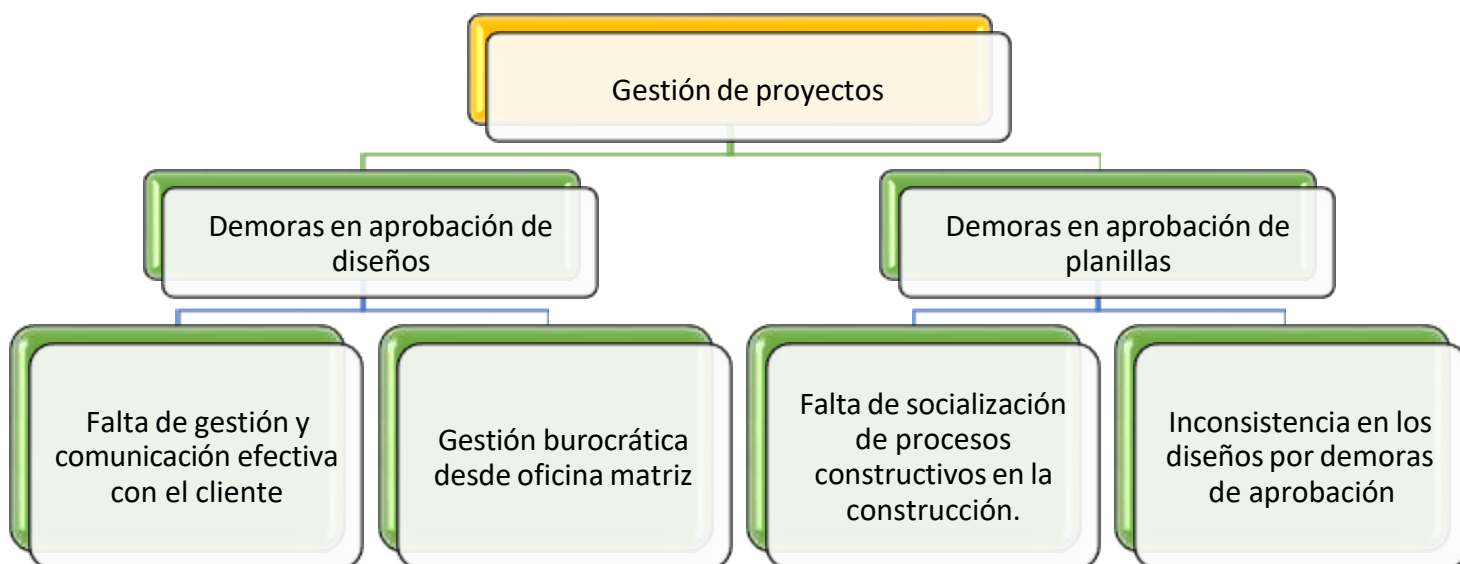 Gestión de proyectos
Demoras en aprobación de
diseños
Demoras en aprobación de
planillas
Falta de gestión y
comunicación efectiva
con el cliente
Gestión burocrática
desde oficina matriz
Falta de socialización
de procesos
constructivos en la
construcción.
Inconsistencia en los
diseños por demoras
de aprobación